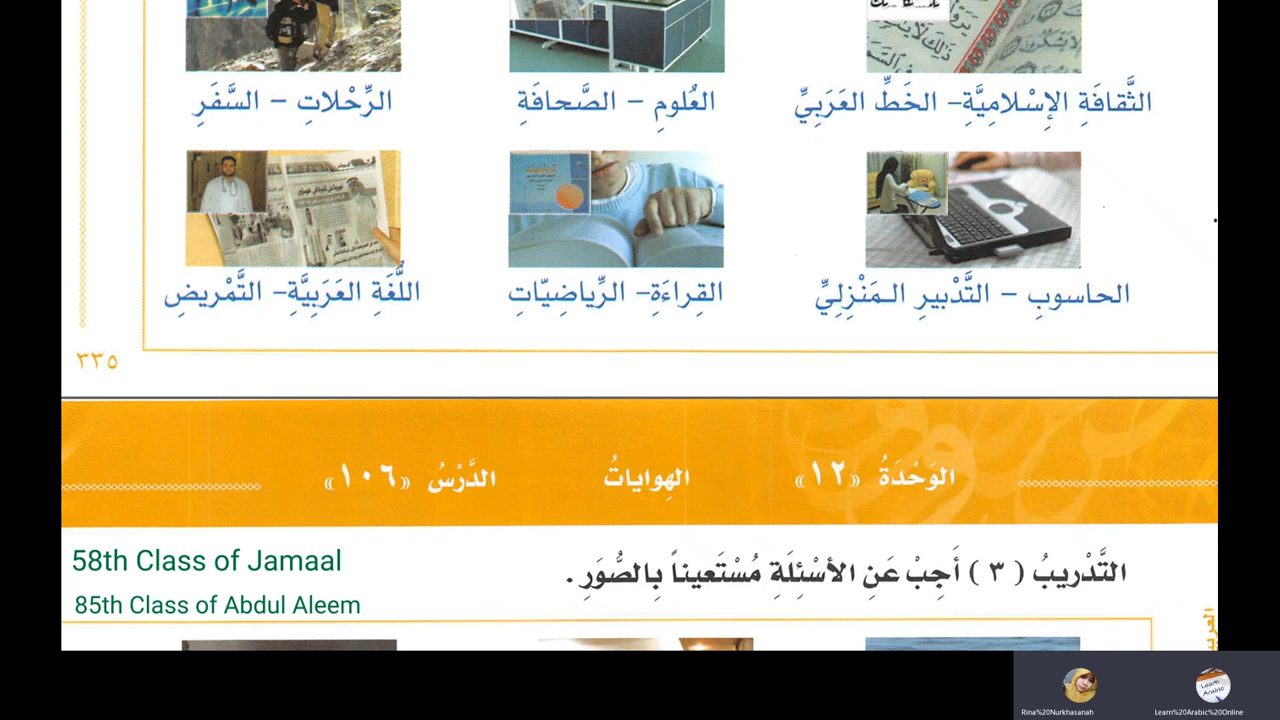 الثَّقافَةِ الإِسْلامِيَّةِ– الخَطِّ العَرَبِيِّ
العُلومِ – الصَّحافَةِ
الرِّحْلاتِ – السَّفَرِ
الحاسوبِ – التَّدْبيرِ الـمَنْزِلِيِّ
القِراءَةِ– الرِّياضِيّاتِ
اللُّغَةِ العَرَبِيَّةِ– التَّمْريضِ
٣٣٥
الوَحْدَةُ «١٢»
الهِواياتُ
الدَّرْسُ «١٠٦»
التَّدْريبُ ( ٣ ) أَجِبْ عَنِ الأسْئِلَةِ مُسْتَعيناً بِالصُّوَرِ .
58th Class of Jamaal
85th Class of Abdul Aleem
Rina%20Nurkhasanah
Learn%20Arabic%20Online